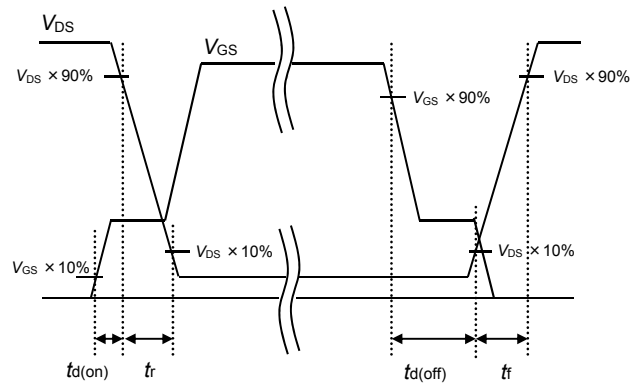 VDS
VGS
VDS × 90%
VGS × 90%
VDS × 90%
VGS × 10%
VDS × 10%
VDS × 10%
td(on)
tr
td(off)
tf